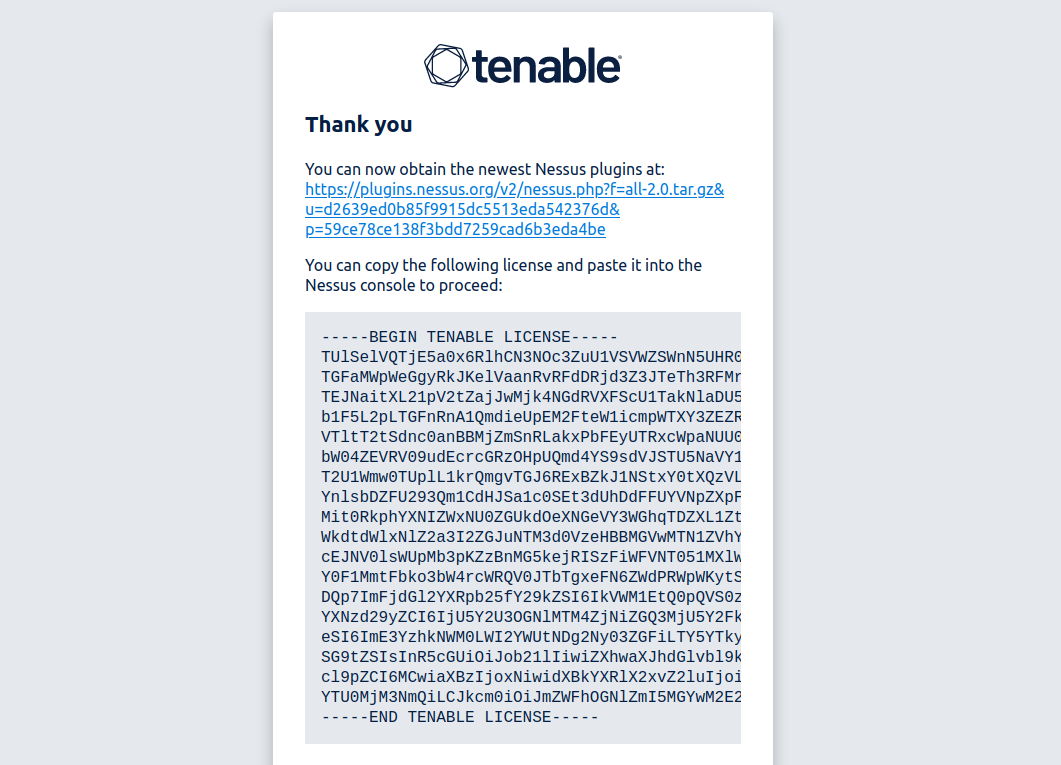 tenable
Thank you
You can now obtain the newest Nessus plugins at:
https://plugins.nessus.org/v2/nessus.php?f=all-2.0.tar.gz&
u=d2639ed0b85f9915dc5513eda542376d&
p=59ce78ce138f3bdd7259cad6b3eda4be
You can copy the following license and paste it into the
Nessus console to proceed:
-----BEGIN TENABLE LICENSE-----
TUlSelVQTjE5a0x6RlhCN3NOc3ZuU1VSVWZSWnN5UHR0
TGFaMWpWeGgyRkJKelVaanRvRFdDRjd3Z3JTeTh3RFMr
TEJNaitXL21pV2tZajJwMjk4NGdRVXFScU1TakNlaDU5
b1F5L2pLTGFnRnA1QmdieUpEM2FteW1icmpWTXY3ZEZR
VTltT2tSdnc0anBBMjZmSnRLakxPbFEyUTRxcWpaNUU0
bW04ZEVRV09udEcrcGRzOHpUQmd4YS9sdVJSTU5NaVY1
T2U1Wmw0TUplL1krQmgvTGJ6RExBZkJ1NStxY0tXQzVL
YnlsbDZFU293Qm1CdHJSa1c0SEt3dUhDdFFUYVNpZXpF
Mit0RkphYXNIZWxNU0ZGUkdOeXNGeVY3WGhqTDZXL1Zt
WkdtdWlxNlZ2a3I2ZGJuNTM3d0VzeHBBMGVwMTN1ZVhY
cEJNV0lsWUpMb3pKZzBnMG5kejRISzFiWFVNT051MXlW
Y0F1MmtFbko3bW4rcWRQV0JTbTgxeFN6ZWdPRWpWKytS
DQp7ImFjdGl2YXRpb25fY29kZSI6IkVWM1EtQ0pQVS0z
YXNzd29yZCI6IjU5Y2U3OGNlMTM4ZjNiZGQ3MjU5Y2Fk
eSI6ImE3YzhkNWM0LWI2YWUtNDg2Ny03ZGFiLTY5YTky
SG9tZSIsInR5cGUiOiJob21lIiwiZXhwaXJhdGlvbl9k
cl9pZCI6MCwiaXBzIjoxNiwidXBkYXRlX2xvZ2luIjoi
YTU0MjM3NmQiLCJkcm0iOiJmZWFhOGNlZmI5MGYwM2E2
-----END TENABLE LICENSE-----